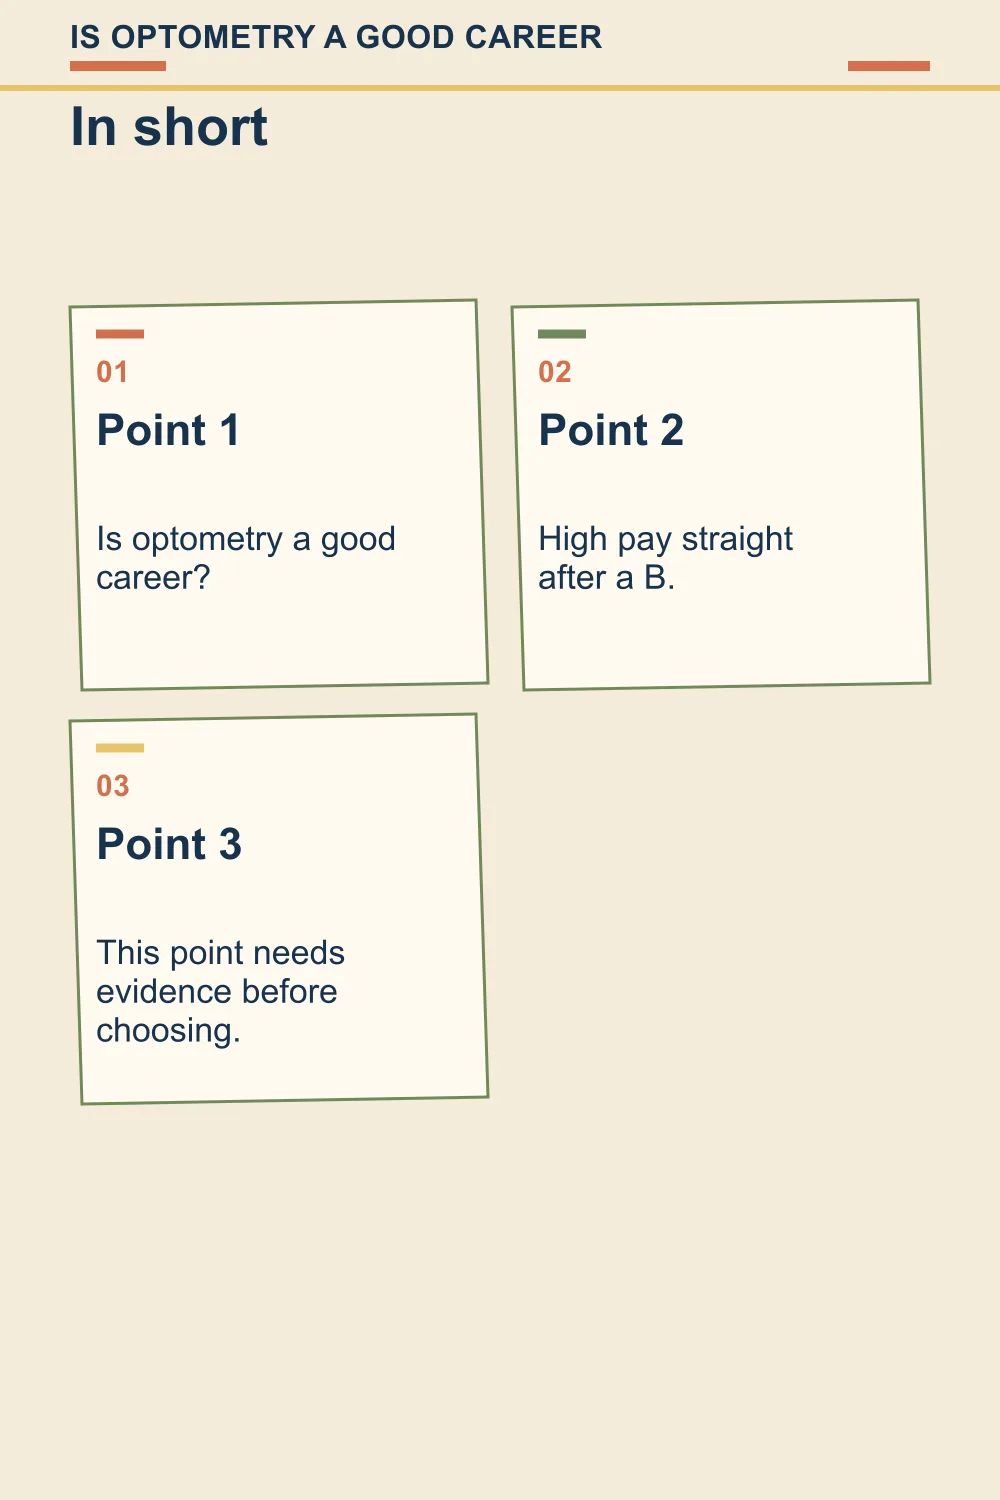 IS OPTOMETRY A GOOD CAREER
In short
01
Point 1
Is optometry a good
career?
02
Point 2
High pay straight
after a B.
03
Point 3
This point needs
evidence before
choosing.